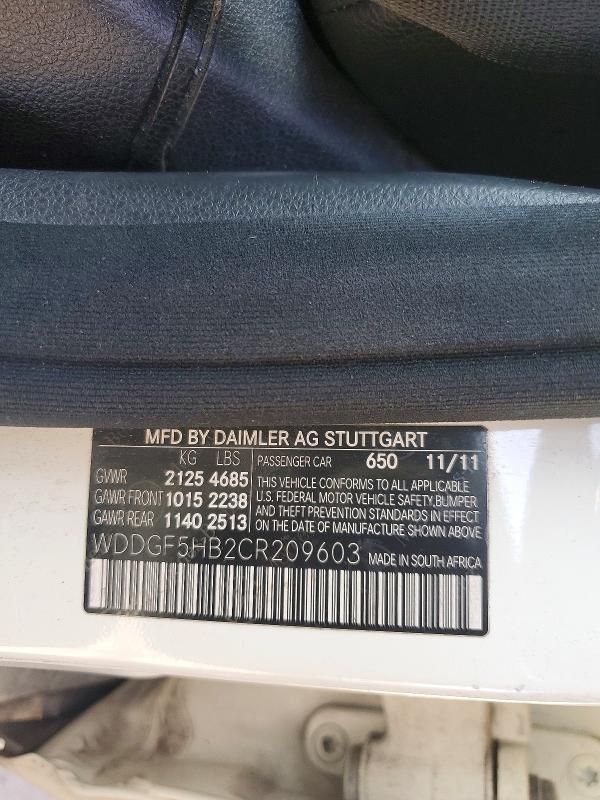 MFD BY DAIMLER AG STUTTGART
KG LBS PASSENGER CAR 650 11/11
GVWR 2125 4685 THIS VEHICLE CONFORMS TO ALL APPLICABLE
GAWR FRONT 1015 2238 U.S. FEDERAL MOTOR VEHICLE SAFETY, BUMPER
GAWR REAR 1140 2513 AND THEFT PREVENTION STANDARDS IN EFFECT
ON THE DATE OF MANUFACTURE SHOWN ABOVE
WDDGF5HB2CR209603 MADE IN SOUTH AFRICA